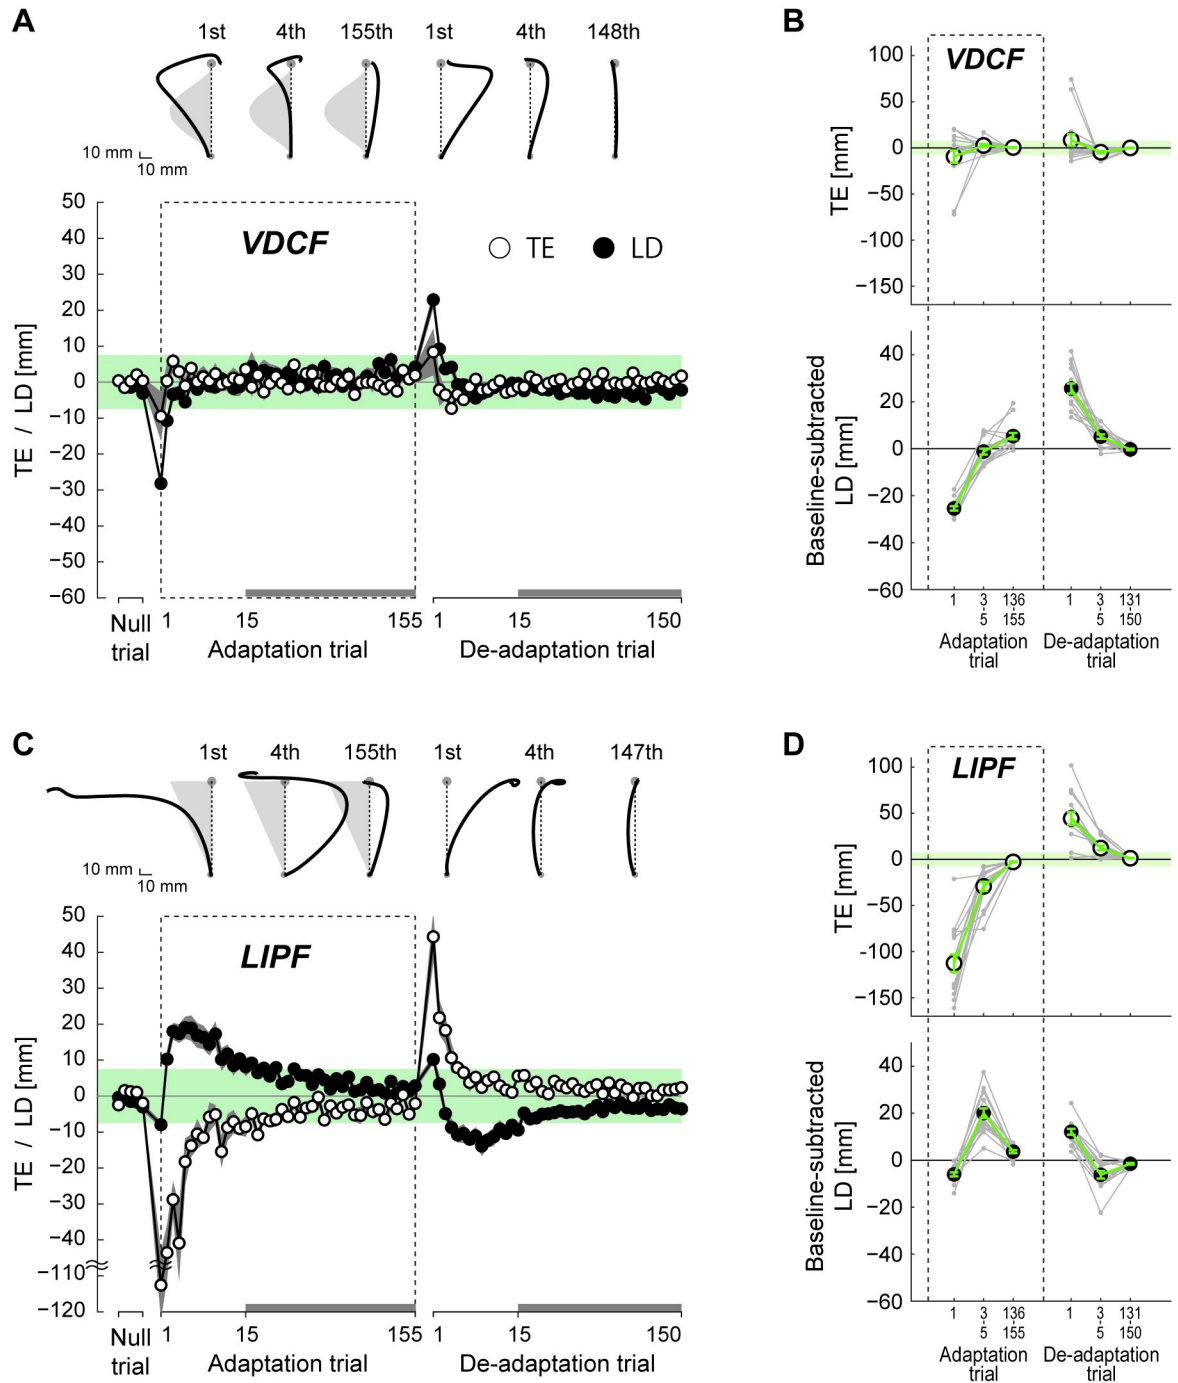 A
1st 4th 155th 1st 4th 148th
10 mm
10 mm
50
40
30
20
10
0
−10
−20
−30
−40
−50
−60
TE / LD [mm]
VDCF
TE LD
Null trial
1 15 155
Adaptation trial
1 15 150
De-adaptation trial
B
VDCF
100
50
0
−50
-100
−150
TE [mm]
40
20
0
−20
−40
−60
Baseline-subtracted
LD [mm]
1 3-5 136-155 1 3-5 131-150
Adaptation trial
De-adaptation trial
C
1st 4th 155th 1st 4th 147th
10 mm
10 mm
50
40
30
20
10
0
−10
−20
−30
−40
−110
−120
TE / LD [mm]
LIPF
Null trial
1 15 155
Adaptation trial
1 15 150
De-adaptation trial
D
LIPF
100
50
0
−50
−100
−150
TE [mm]
40
20
0
−20
−40
−60
Baseline-subtracted
LD [mm]
1 3-5 136-155 1 3-5 131-150
Adaptation trial
De-adaptation trial